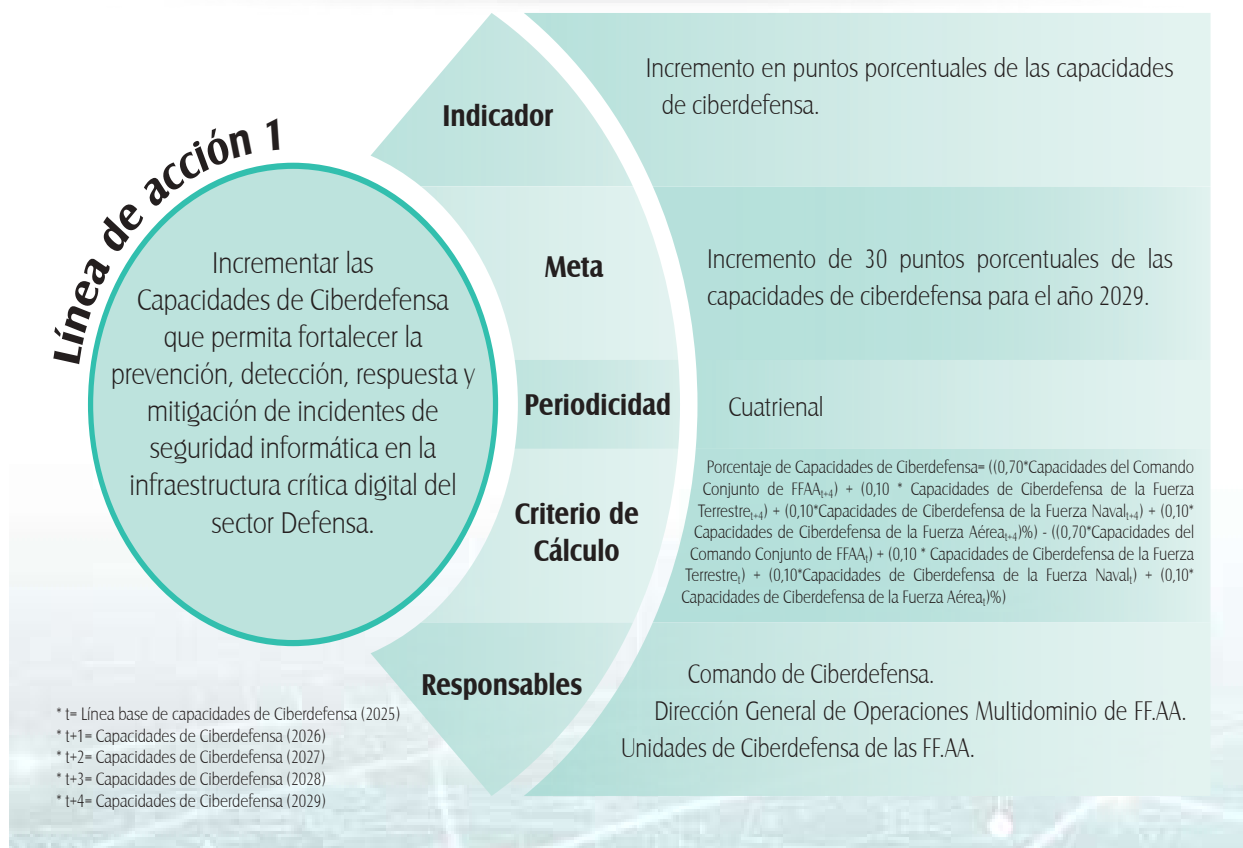 Línea de acción 1
Incrementar las
Capacidades de Ciberdefensa
que permita fortalecer la
prevención, detección, respuesta y
mitigación de incidentes de
seguridad informática en la
infraestructura crítica digital del
sector Defensa.
Indicador
Incremento en puntos porcentuales de las capacidades
de ciberdefensa.
Meta
Incremento de 30 puntos porcentuales de las
capacidades de ciberdefensa para el año 2029.
Periodicidad
Cuatrienal
Criterio de
Cálculo
Porcentaje de Capacidades de Ciberdefensa= ((0,70*Capacidades del Comando
Conjunto de FFAAt+4) + (0,10 * Capacidades de Ciberdefensa de la Fuerza
Terrestret+4) + (0,10*Capacidades de Ciberdefensa de la Fuerza Navalt+4) + (0,10*
Capacidades de Ciberdefensa de la Fuerza Aéreat+4)%) - ((0,70*Capacidades del
Comando Conjunto de FFAAt) + (0,10 * Capacidades de Ciberdefensa de la Fuerza
Terrestret) + (0,10*Capacidades de Ciberdefensa de la Fuerza Navalt) + (0,10*
Capacidades de Ciberdefensa de la Fuerza Aéreat)%)
Responsables
Comando de Ciberdefensa.
Dirección General de Operaciones Multidominio de FF.AA.
Unidades de Ciberdefensa de las FF.AA.
* t= Línea base de capacidades de Ciberdefensa (2025)
* t+1= Capacidades de Ciberdefensa (2026)
* t+2= Capacidades de Ciberdefensa (2027)
* t+3= Capacidades de Ciberdefensa (2028)
* t+4= Capacidades de Ciberdefensa (2029)